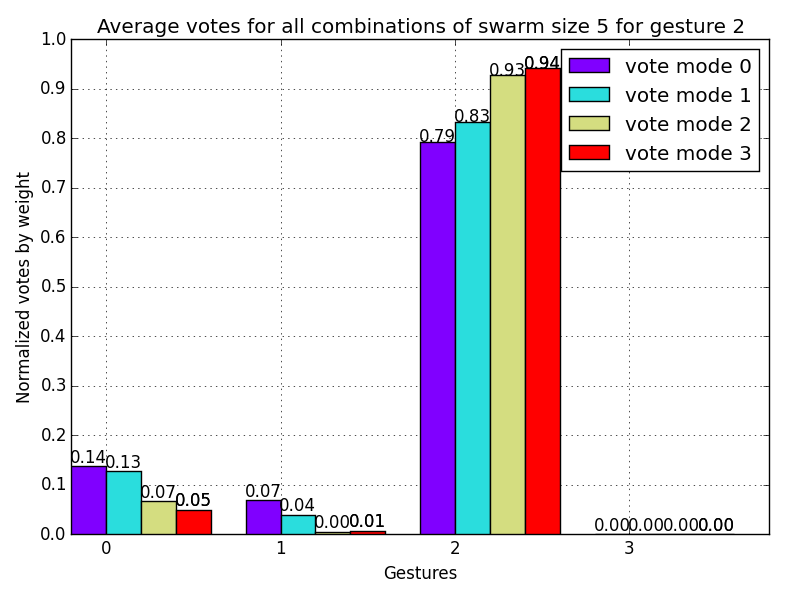 Average votes for all combinations of swarm size 5 for gesture 2
1.0
0.9
0.8
0.7
0.6
0.5
0.4
0.3
0.2
0.1
0.0
Normalized votes by weight
vote mode 0
vote mode 1
vote mode 2
vote mode 3
0.14 0.13 0.07 0.05
0.07 0.04 0.00 0.01
0.79 0.83 0.93 0.94
0.00 0.00 0.00 0.00
0 1 2 3
Gestures